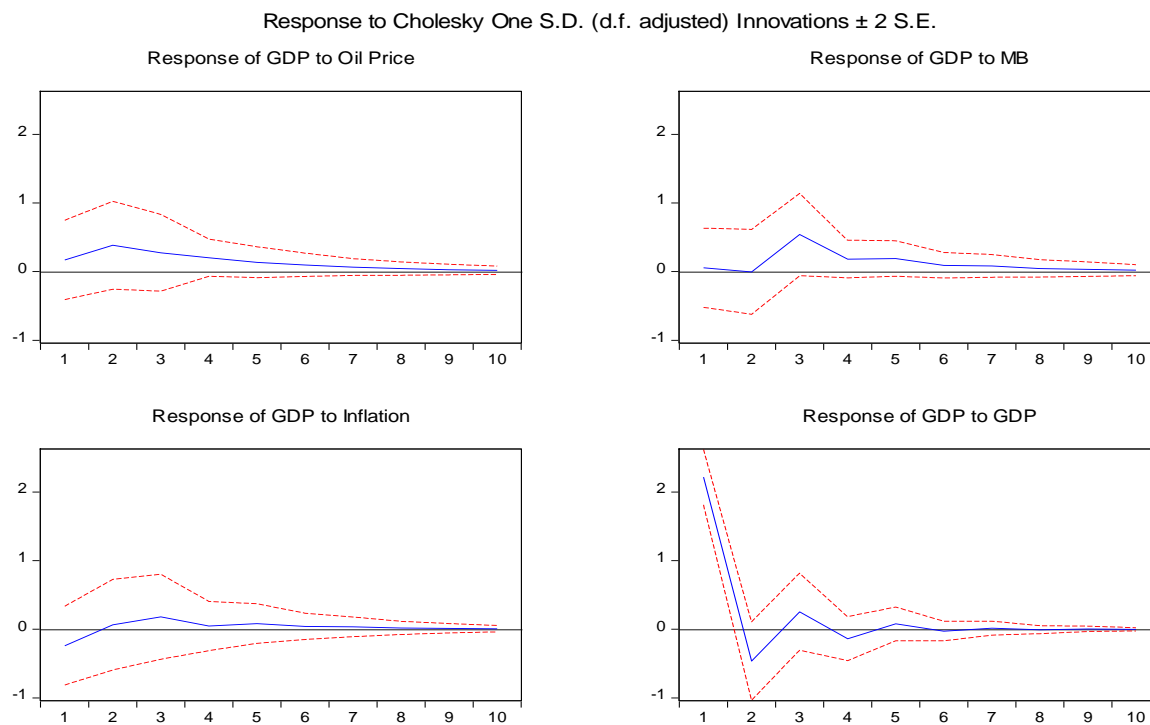 Response to Cholesky One S.D. (d.f. adjusted) Innovations ± 2 S.E.
Response of GDP to Oil Price
2
1
0
-1
1 2 3 4 5 6 7 8 9 10
Response of GDP to MB
2
1
0
-1
1 2 3 4 5 6 7 8 9 10
Response of GDP to Inflation
2
1
0
-1
1 2 3 4 5 6 7 8 9 10
Response of GDP to GDP
2
1
0
-1
1 2 3 4 5 6 7 8 9 10